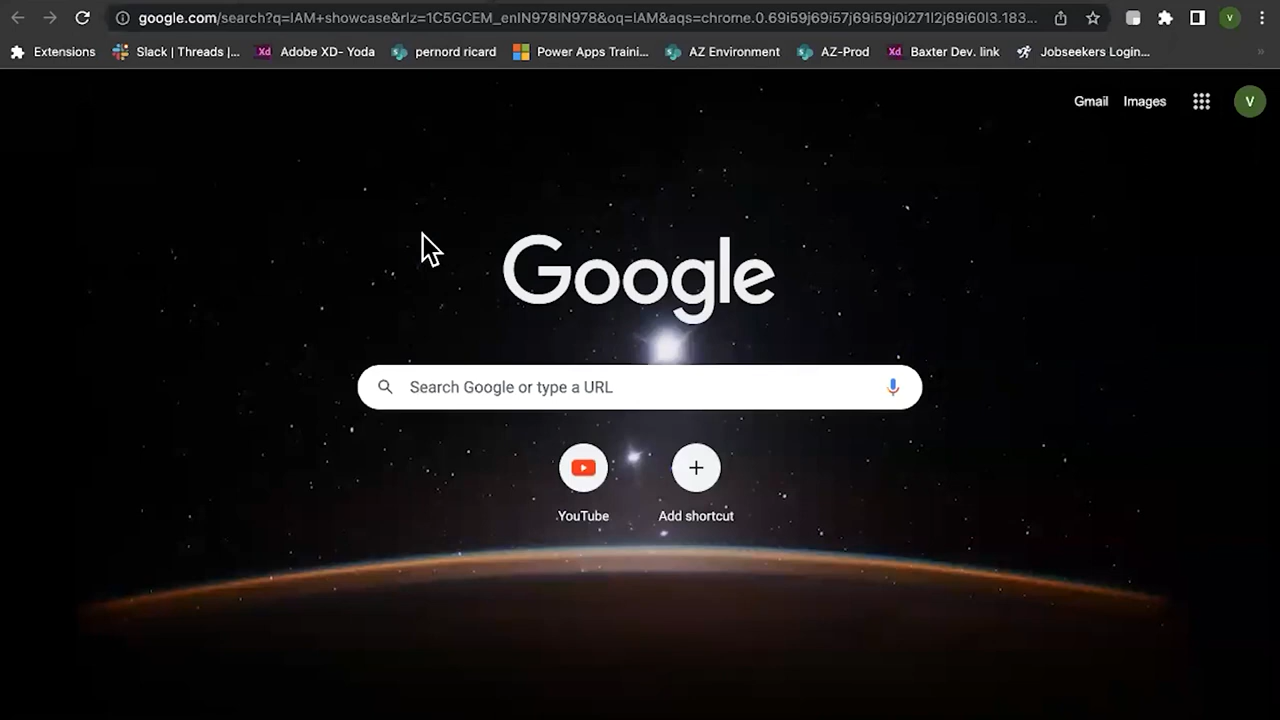 google.com/search?q=IAM+showcase&rlz=1C5GCEM_enIN978IN978&oq=IAM&aqs=chrome.0.69i59j69i57j69i59j0i271l2j69i60l3.183...
V
Extensions
Slack | Threads |...
Xd Adobe XD- Yoda
pernord ricard
Power Apps Traini...
AZ Environment
AZ-Prod
Xd Baxter Dev. link
Jobseekers Login...
»
Gmail Images V
Google
Search Google or type a URL
YouTube Add shortcut